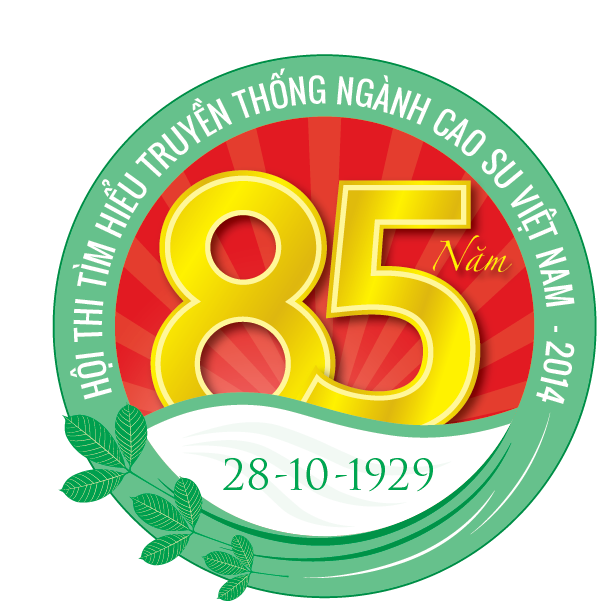 HỘI THI TÌM HIỂU TRUYỀN THỐNG NGÀNH CAO SU VIỆT NAM - 2014
85
Năm
28-10-1929